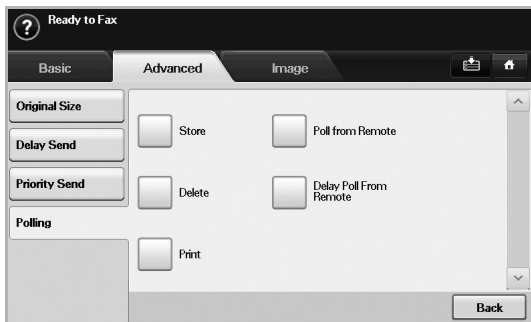 ?
Ready to Fax
Basic
Advanced
Image
Original Size
Delay Send
Priority Send
Polling
Store
Poll from Remote
Delete
Delay Poll From
Remote
Print
Back